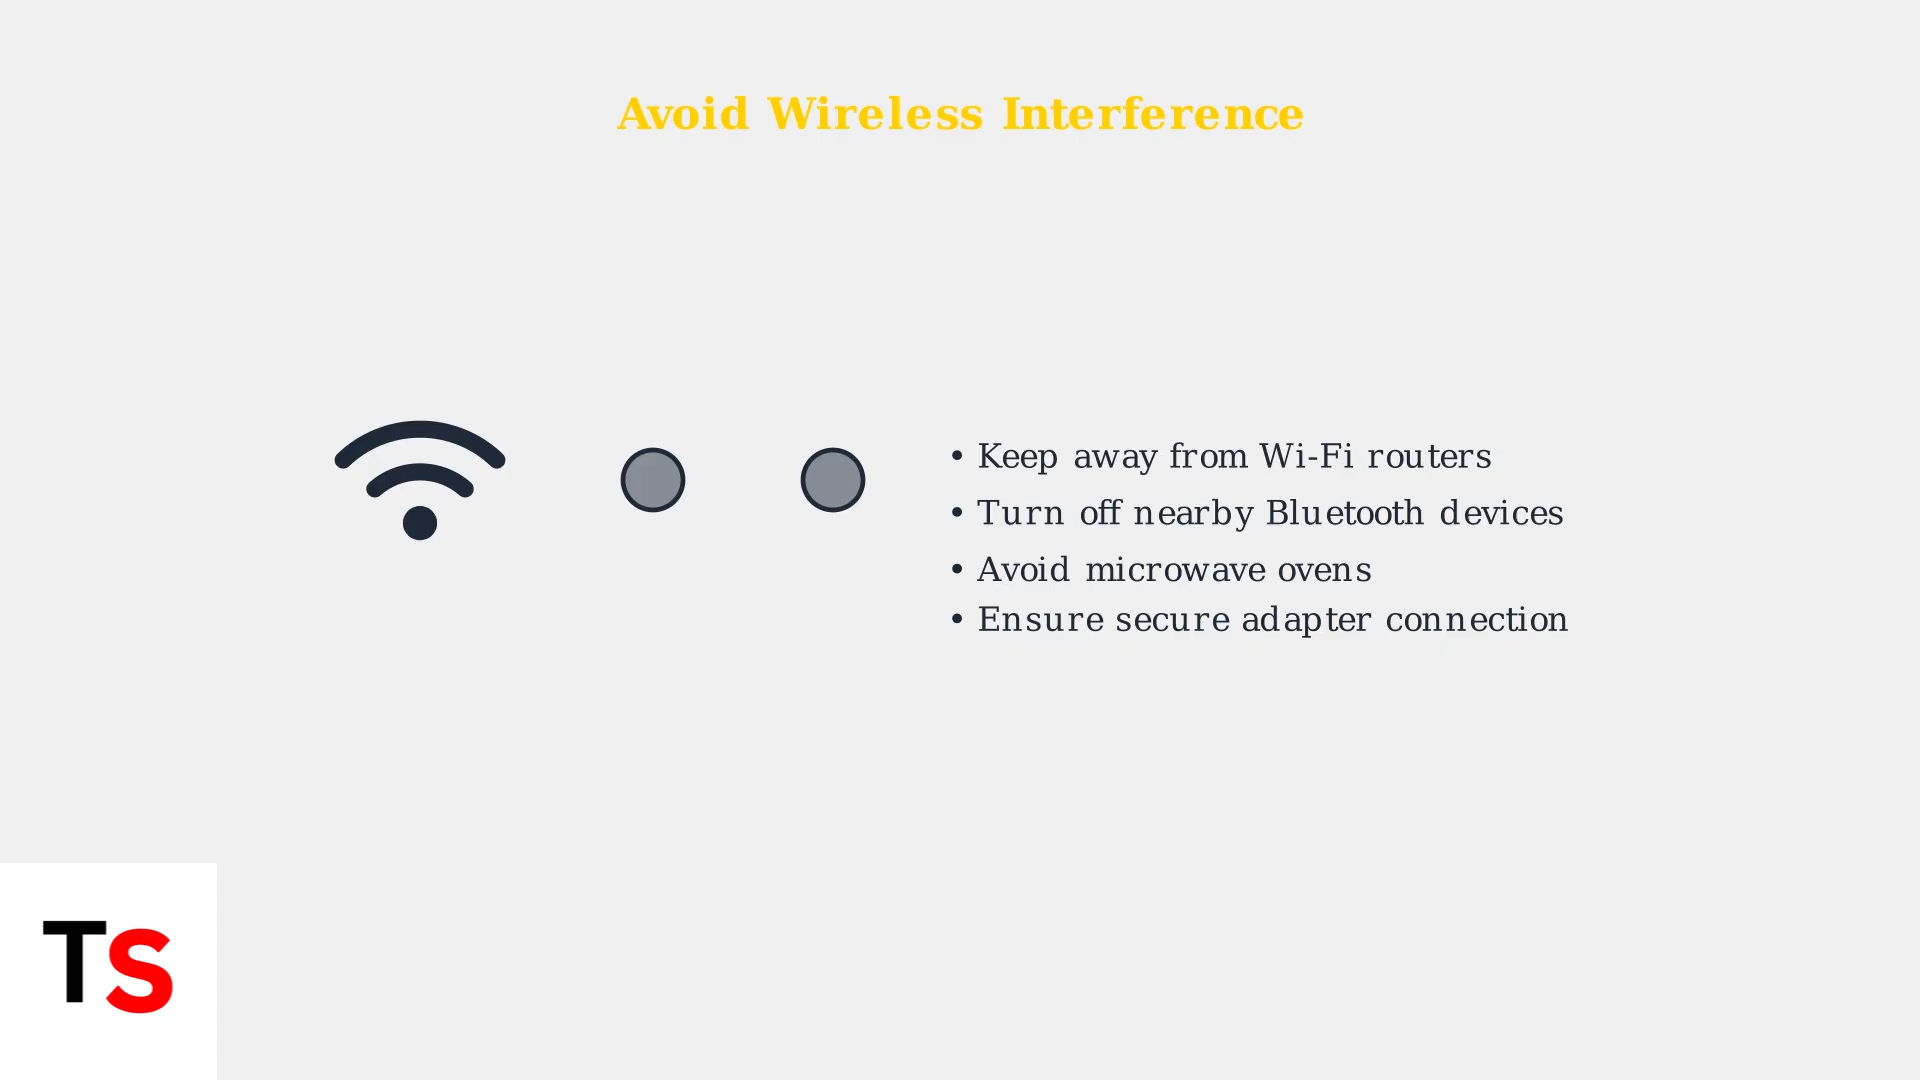 Avoid Wireless Interference
• Keep away from Wi-Fi routers
• Turn off nearby Bluetooth devices
• Avoid microwave ovens
• Ensure secure adapter connection
TS